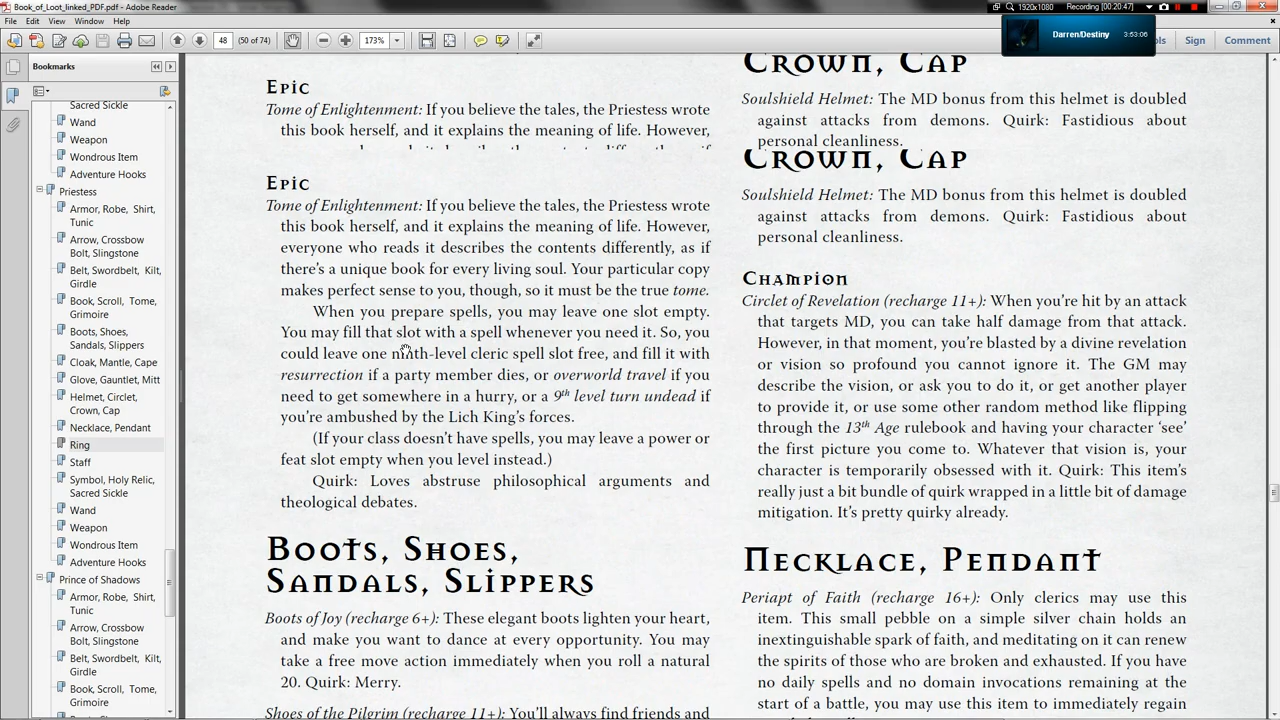 Book_of_Loot_linked_PDF.pdf - Adobe Reader
1920x1080
Recording [00:20:47]
File Edit View Window Help
48 (50 of 74)
173%
Darren/Destiny
3:53:06
Sign
Comment
Bookmarks
Sacred Sickle
Wand
Weapon
Wondrous Item
Adventure Hooks
Priestess
Armor, Robe, Shirt,
Tunic
Arrow, Crossbow
Bolt, Slingstone
Belt, Swordbelt, Kilt,
Girdle
Book, Scroll, Tome,
Grimoire
Boots, Shoes,
Sandals, Slippers
Cloak, Mantle, Cape
Glove, Gauntlet, Mitt
Helmet, Circlet,
Crown, Cap
Necklace, Pendant
Ring
Staff
Symbol, Holy Relic,
Sacred Sickle
Wand
Weapon
Wondrous Item
Adventure Hooks
Prince of Shadows
Armor, Robe, Shirt,
Tunic
Arrow, Crossbow
Bolt, Slingstone
Belt, Swordbelt, Kilt,
Girdle
Book, Scroll, Tome,
Grimoire
Epic
Tome of Enlightenment: If you believe the tales, the Priestess wrote
this book herself, and it explains the meaning of life. However,
Epic
Tome of Enlightenment: If you believe the tales, the Priestess wrote
this book herself, and it explains the meaning of life. However,
everyone who reads it describes the contents differently, as if
there's a unique book for every living soul. Your particular copy
makes perfect sense to you, though, so it must be the true tome.
When you prepare spells, you may leave one slot empty.
You may fill that slot with a spell whenever you need it. So, you
could leave one ninth-level cleric spell slot free, and fill it with
resurrection if a party member dies, or overworld travel if you
need to get somewhere in a hurry, or a 9th level turn undead if
you're ambushed by the Lich King's forces.
(If your class doesn't have spells, you may leave a power or
feat slot empty when you level instead.)
Quirk: Loves abstruse philosophical arguments and
theological debates.
Boots, Shoes,
Sandals, Slippers
Boots of Joy (recharge 6+): These elegant boots lighten your heart,
and make you want to dance at every opportunity. You may
take a free move action immediately when you roll a natural
20. Quirk: Merry.
Shoes of the Pilgrim (recharge 11+): You'll always find friends and
Crown, Cap
Soulshield Helmet: The MD bonus from this helmet is doubled
against attacks from demons. Quirk: Fastidious about
personal cleanliness.
Crown, Cap
Soulshield Helmet: The MD bonus from this helmet is doubled
against attacks from demons. Quirk: Fastidious about
personal cleanliness.
Champion
Circlet of Revelation (recharge 11+): When you're hit by an attack
that targets MD, you can take half damage from that attack.
However, in that moment, you're blasted by a divine revelation
or vision so profound you cannot ignore it. The GM may
describe the vision, or ask you to do it, or get another player
to provide it, or use some other random method like flipping
through the 13th Age rulebook and having your character 'see'
the first picture you come to. Whatever that vision is, your
character is temporarily obsessed with it. Quirk: This item's
really just a bit bundle of quirk wrapped in a little bit of damage
mitigation. It's pretty quirky already.
Necklace, Pendant
Periapt of Faith (recharge 16+): Only clerics may use this
item. This small pebble on a simple silver chain holds an
inextinguishable spark of faith, and meditating on it can renew
the spirits of those who are broken and exhausted. If you have
no daily spells and no domain invocations remaining at the
start of a battle, you may use this item to immediately regain